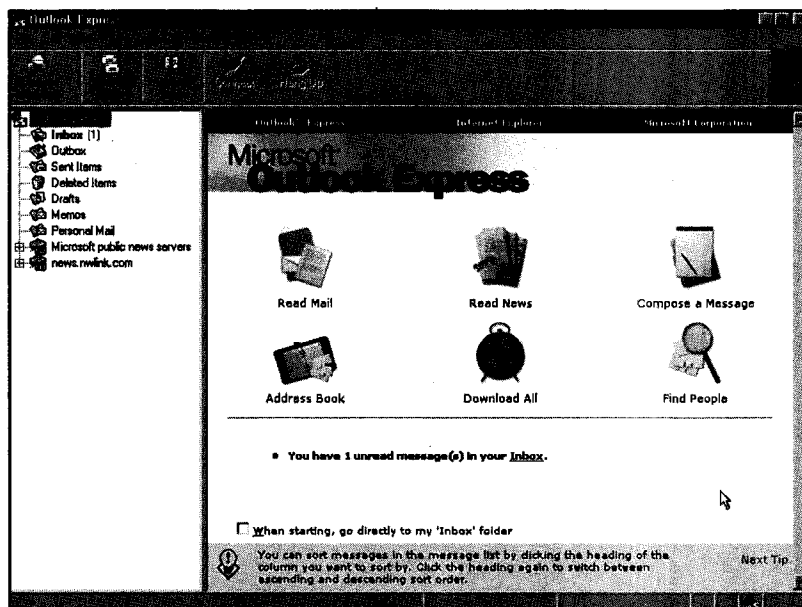 Outlook Express
Compose
Hang Up
Inbox (1)
Outbox
Sent Items
Deleted Items
Drafts
Memos
Personal Mail
Microsoft public news servers
news.nwlink.com
Outlook Express
Internet Explorer
Microsoft Corporation
Microsoft
Outlook Express
Read Mail
Read News
Compose a Message
Address Book
Download All
Find People
You have 1 unread message(s) in your Inbox.
When starting, go directly to my 'Inbox' folder
You can sort messages in the message list by clicking the heading of the
column you want to sort by. Click the heading again to switch between
ascending and descending sort order.
Next Tip